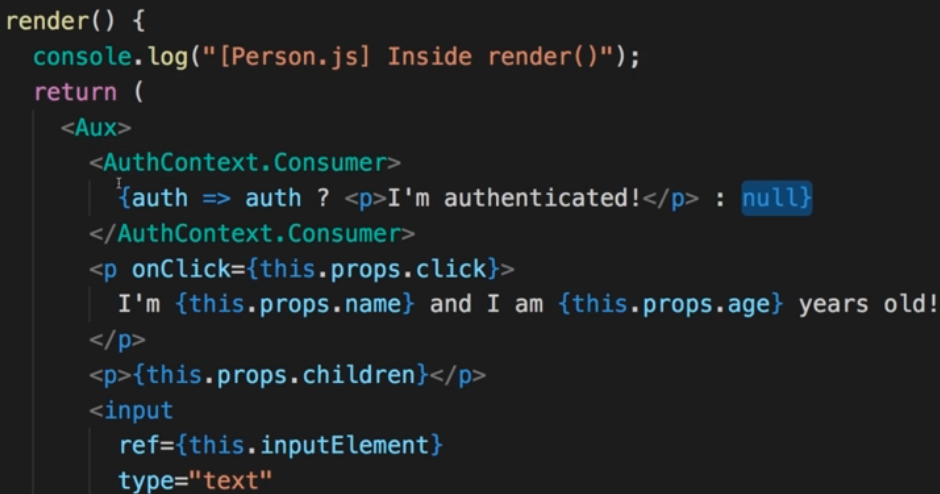 render() {
console.log("[Person.js] Inside render()");
return (
<Aux>
<AuthContext.Consumer>
{auth => auth ? <p>I'm authenticated!</p> : null}
</AuthContext.Consumer>
<p onClick={this.props.click}>
I'm {this.props.name} and I am {this.props.age} years old!
</p>
<p>{this.props.children}</p>
<input
ref={this.inputElement}
type="text"